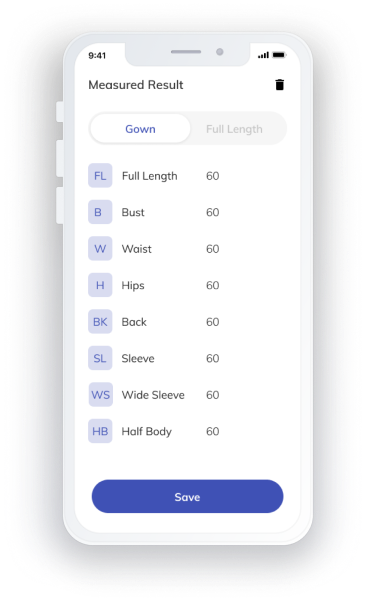 9:41
Measured Result
Gown Full Length
FL Full Length 60
B Bust 60
W Waist 60
H Hips 60
BK Back 60
SL Sleeve 60
WS Wide Sleeve 60
HB Half Body 60
Save